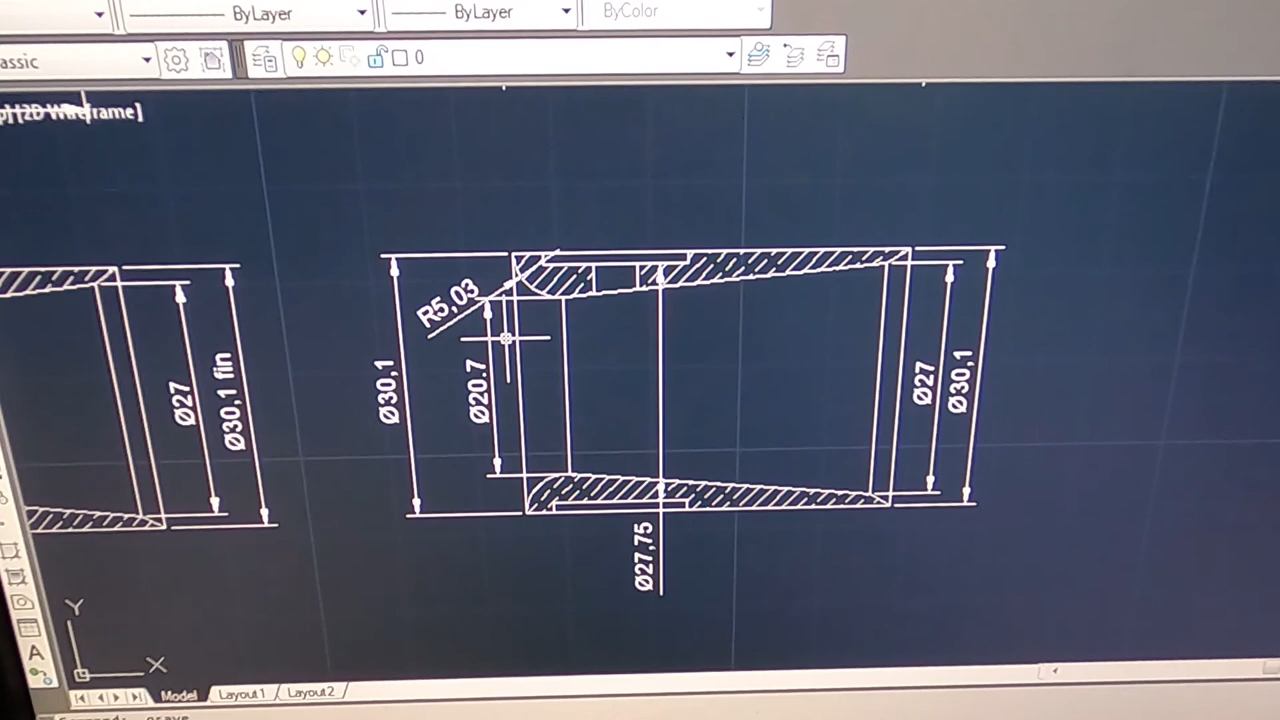 ByLayer
ByLayer
ByColor
assic
0
[2D Wireframe]
R5,03
Ø27
Ø30,1 fin
Ø30,1
Ø20.7
Ø27
Ø30,1
Ø27,75
Y
X
A
Model
Layout1
Layout2